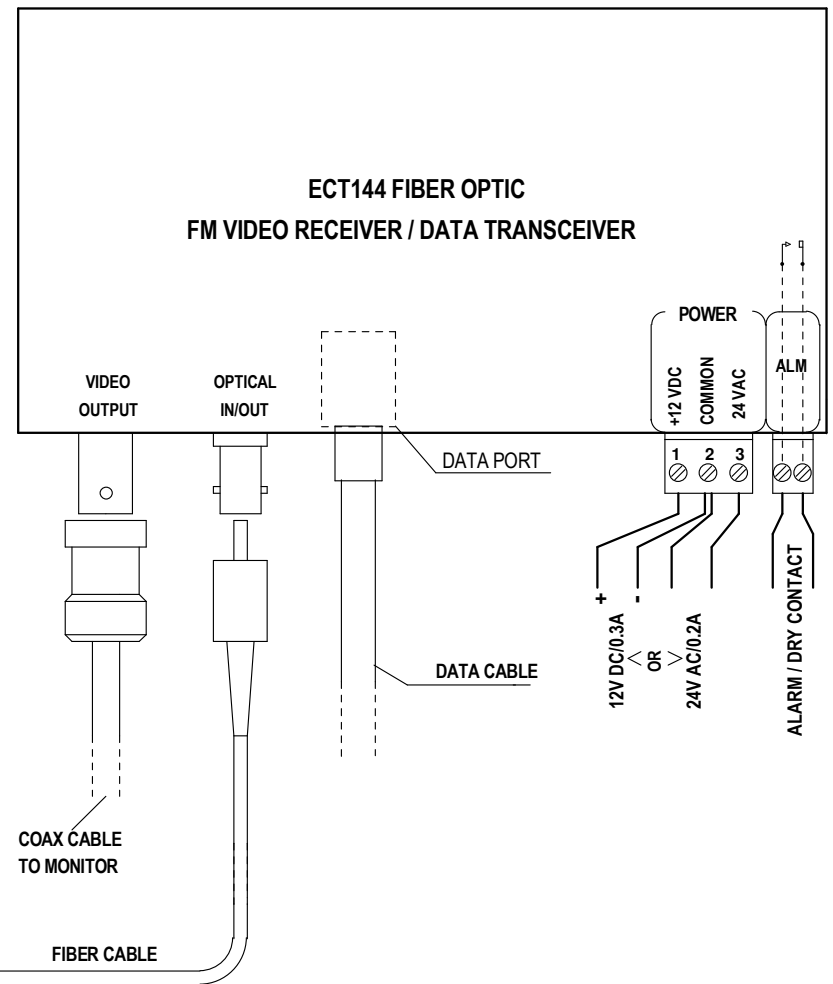 ECT144 FIBER OPTIC
FM VIDEO RECEIVER / DATA TRANSCEIVER
POWER
+12 VDC
COMMON
24 VAC
ALM
VIDEO
OUTPUT
OPTICAL
IN/OUT
1 2 3
DATA PORT
+
-
12V DC/0.3A
< OR >
24V AC/0.2A
ALARM / DRY CONTACT
DATA CABLE
COAX CABLE
TO MONITOR
FIBER CABLE